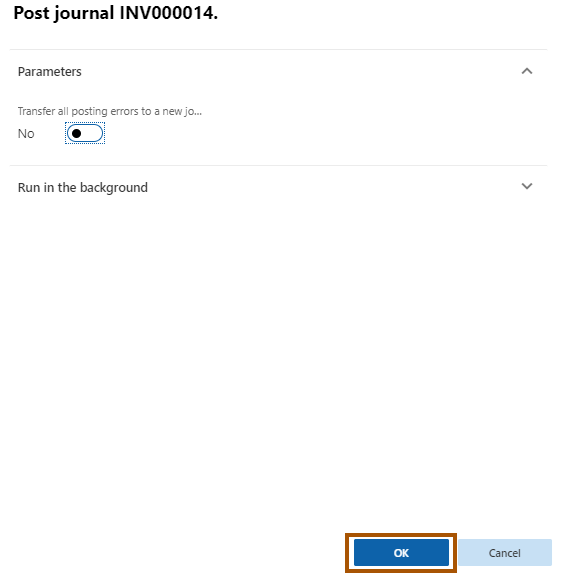 Post journal INV000014.
Parameters
Transfer all posting errors to a new jo...
No
Run in the background
OK
Cancel